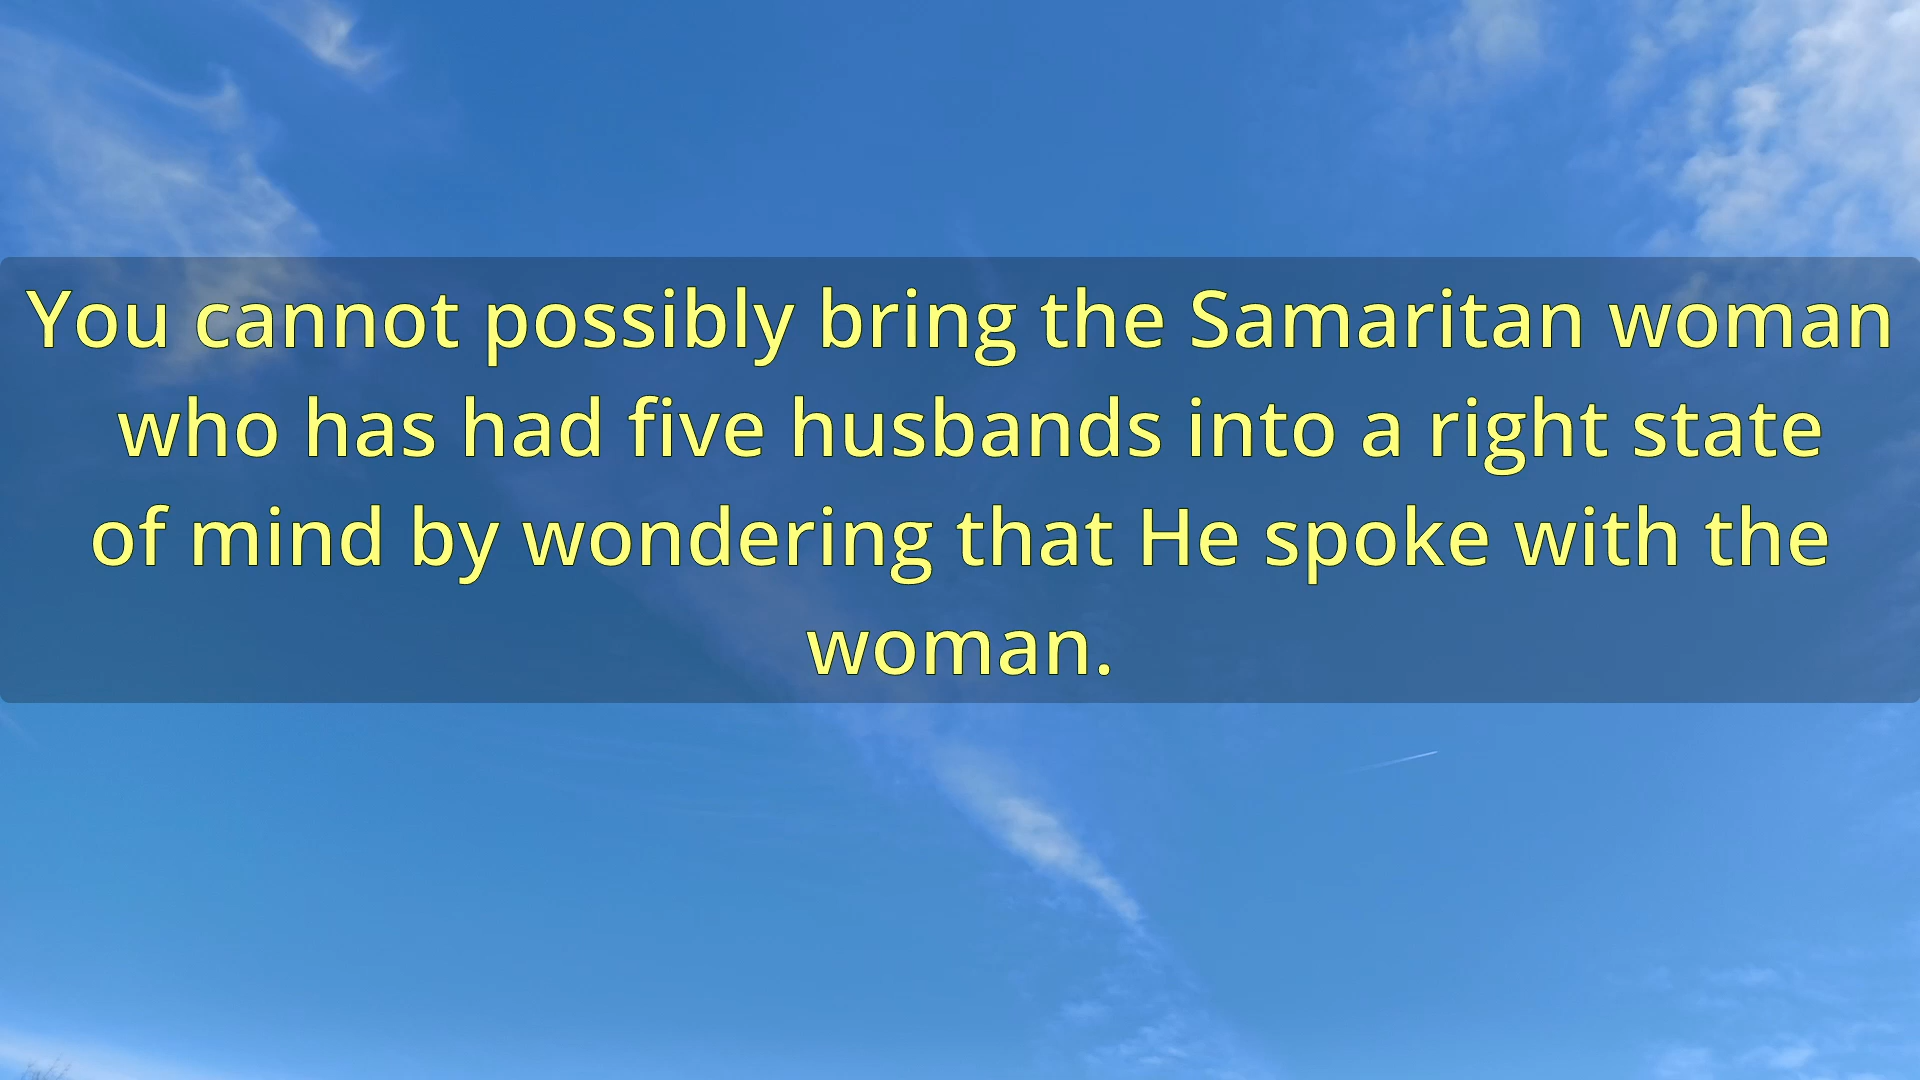 You cannot possibly bring the Samaritan woman
who has had five husbands into a right state
of mind by wondering that He spoke with the
woman.